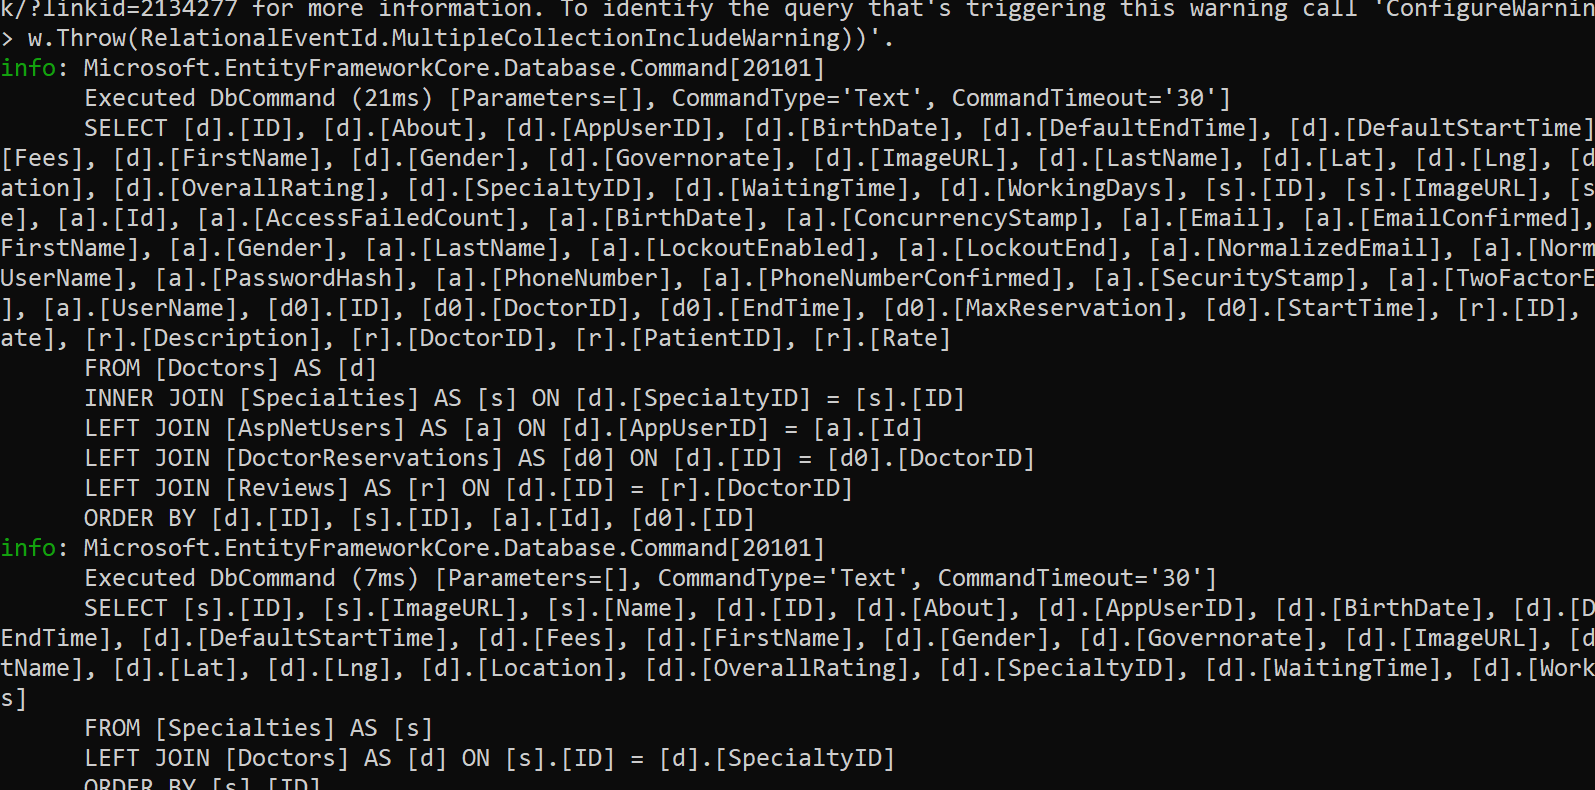 k/?linkid=2134277 for more information. To identify the query that's triggering this warning call 'ConfigureWarnin
> w.Throw(RelationalEventId.MultipleCollectionIncludeWarning))'.
info: Microsoft.EntityFrameworkCore.Database.Command[20101]
Executed DbCommand (21ms) [Parameters=[], CommandType='Text', CommandTimeout='30']
SELECT [d].[ID], [d].[About], [d].[AppUserID], [d].[BirthDate], [d].[DefaultEndTime], [d].[DefaultStartTime]
[Fees], [d].[FirstName], [d].[Gender], [d].[Governorate], [d].[ImageURL], [d].[LastName], [d].[Lat], [d].[Lng], [d
ation], [d].[OverallRating], [d].[SpecialtyID], [d].[WaitingTime], [d].[WorkingDays], [s].[ID], [s].[ImageURL], [s
e], [a].[Id], [a].[AccessFailedCount], [a].[BirthDate], [a].[ConcurrencyStamp], [a].[Email], [a].[EmailConfirmed],
FirstName], [a].[Gender], [a].[LastName], [a].[LockoutEnabled], [a].[LockoutEnd], [a].[NormalizedEmail], [a].[Norm
UserName], [a].[PasswordHash], [a].[PhoneNumber], [a].[PhoneNumberConfirmed], [a].[SecurityStamp], [a].[TwoFactorE
], [a].[UserName], [d0].[ID], [d0].[DoctorID], [d0].[EndTime], [d0].[MaxReservation], [d0].[StartTime], [r].[ID],
ate], [r].[Description], [r].[DoctorID], [r].[PatientID], [r].[Rate]
FROM [Doctors] AS [d]
INNER JOIN [Specialties] AS [s] ON [d].[SpecialtyID] = [s].[ID]
LEFT JOIN [AspNetUsers] AS [a] ON [d].[AppUserID] = [a].[Id]
LEFT JOIN [DoctorReservations] AS [d0] ON [d].[ID] = [d0].[DoctorID]
LEFT JOIN [Reviews] AS [r] ON [d].[ID] = [r].[DoctorID]
ORDER BY [d].[ID], [s].[ID], [a].[Id], [d0].[ID]
info: Microsoft.EntityFrameworkCore.Database.Command[20101]
Executed DbCommand (7ms) [Parameters=[], CommandType='Text', CommandTimeout='30']
SELECT [s].[ID], [s].[ImageURL], [s].[Name], [d].[ID], [d].[About], [d].[AppUserID], [d].[BirthDate], [d].[D
EndTime], [d].[DefaultStartTime], [d].[Fees], [d].[FirstName], [d].[Gender], [d].[Governorate], [d].[ImageURL], [d
tName], [d].[Lat], [d].[Lng], [d].[Location], [d].[OverallRating], [d].[SpecialtyID], [d].[WaitingTime], [d].[Work
s]
FROM [Specialties] AS [s]
LEFT JOIN [Doctors] AS [d] ON [s].[ID] = [d].[SpecialtyID]
ORDER BY [s].[ID]